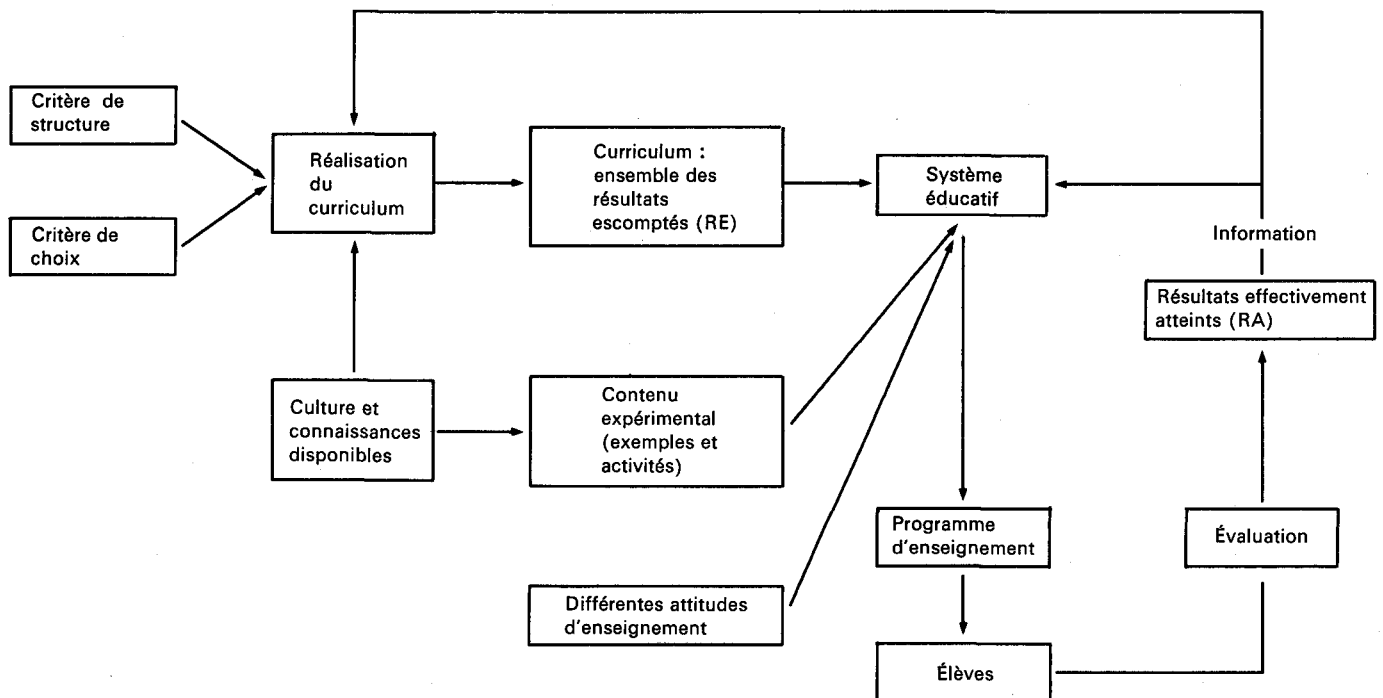 Critère de
structure
Critère de
choix
Réalisation
du
curriculum
Curriculum :
ensemble des
résultats
escomptés (RE)
Système
éducatif
Information
Résultats effectivement
atteints (RA)
Culture et
connaissances
disponibles
Contenu
expérimental
(exemples et
activités)
Programme
d'enseignement
Évaluation
Différentes attitudes
d'enseignement
Élèves